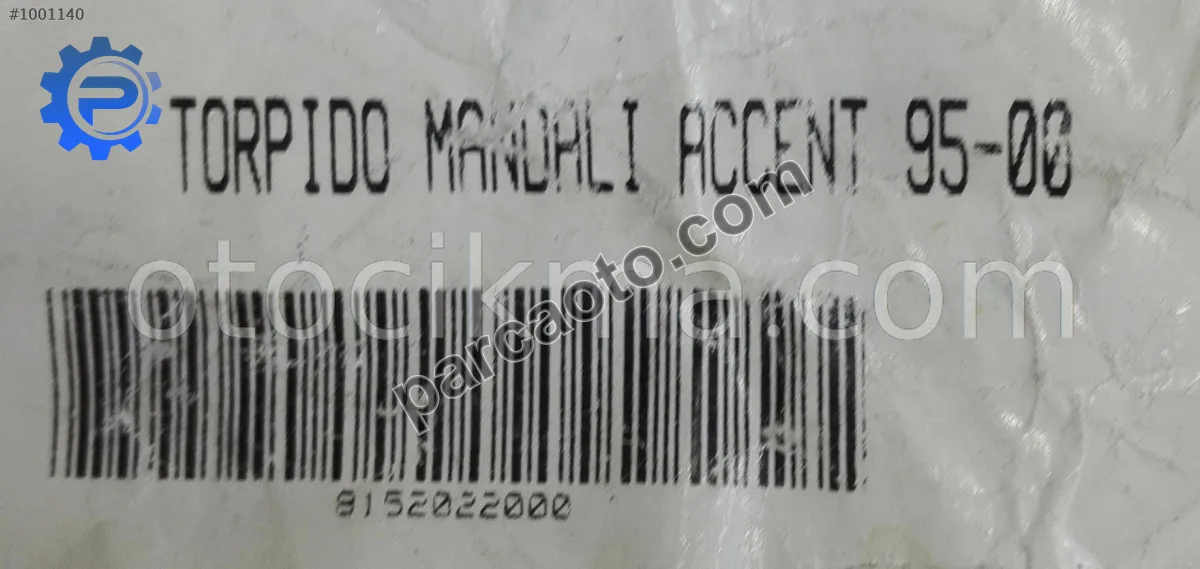 #1001140
P
TORPIDO MANDALI ACCENT 95-00
otocikma.com
parcaoto.com
8152022000